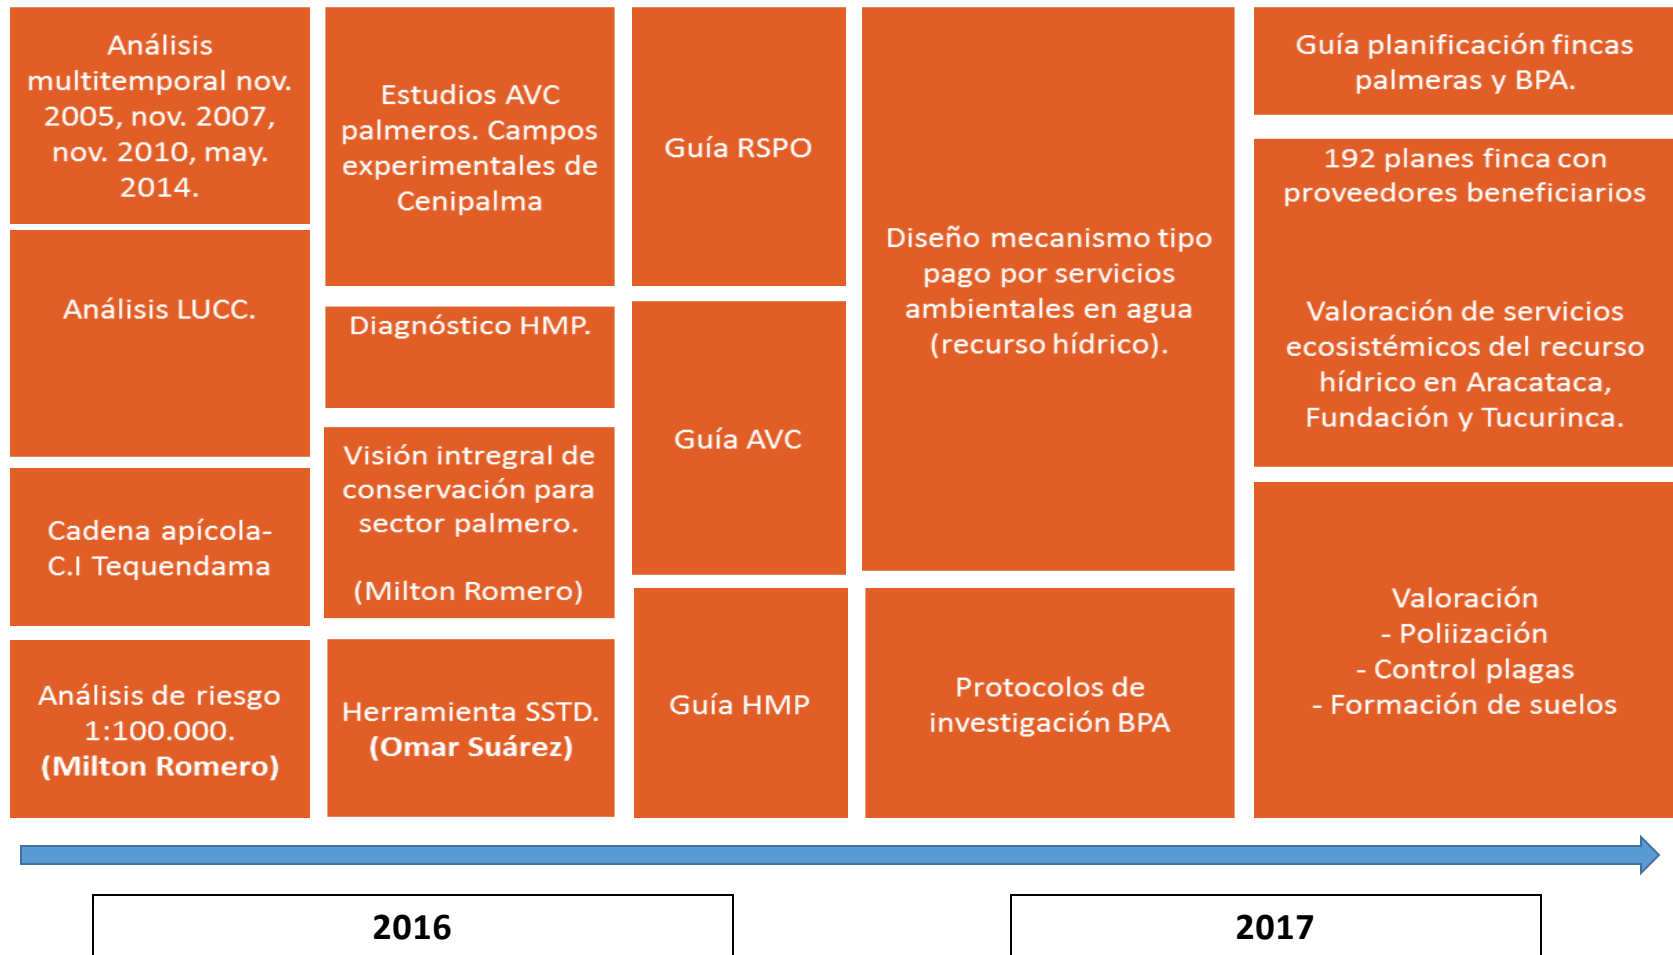 Análisis
multitemporal nov.
2005, nov. 2007,
nov. 2010, may.
2014.
Análisis LUCC.
Cadena apícola-
C.I Tequendama
Análisis de riesgo
1:100.000.
(Milton Romero)
Estudios AVC
palmeros. Campos
experimentales de
Cenipalma
Diagnóstico HMP.
Visión intregral de
conservación para
sector palmero.
(Milton Romero)
Herramienta SSTD.
(Omar Suárez)
Guía RSPO
Guía AVC
Guía HMP
Diseño mecanismo tipo
pago por servicios
ambientales en agua
(recurso hídrico).
Protocolos de
investigación BPA
Guía planificación fincas
palmeras y BPA.
192 planes finca con
proveedores beneficiarios
Valoración de servicios
ecosistémicos del recurso
hídrico en Aracataca,
Fundación y Tucurinca.
Valoración
- Poliización
- Control plagas
- Formación de suelos
2016
2017